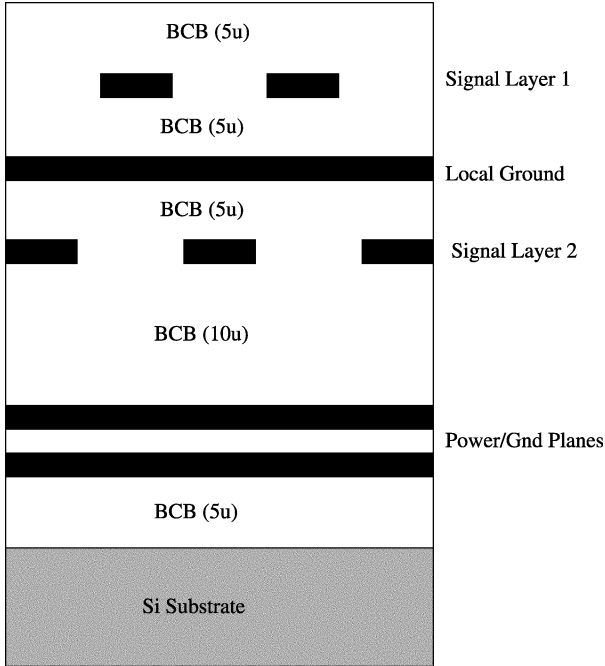 BCB (5u)
Signal Layer 1
BCB (5u)
Local Ground
BCB (5u)
Signal Layer 2
BCB (10u)
Power/Gnd Planes
BCB (5u)
Si Substrate